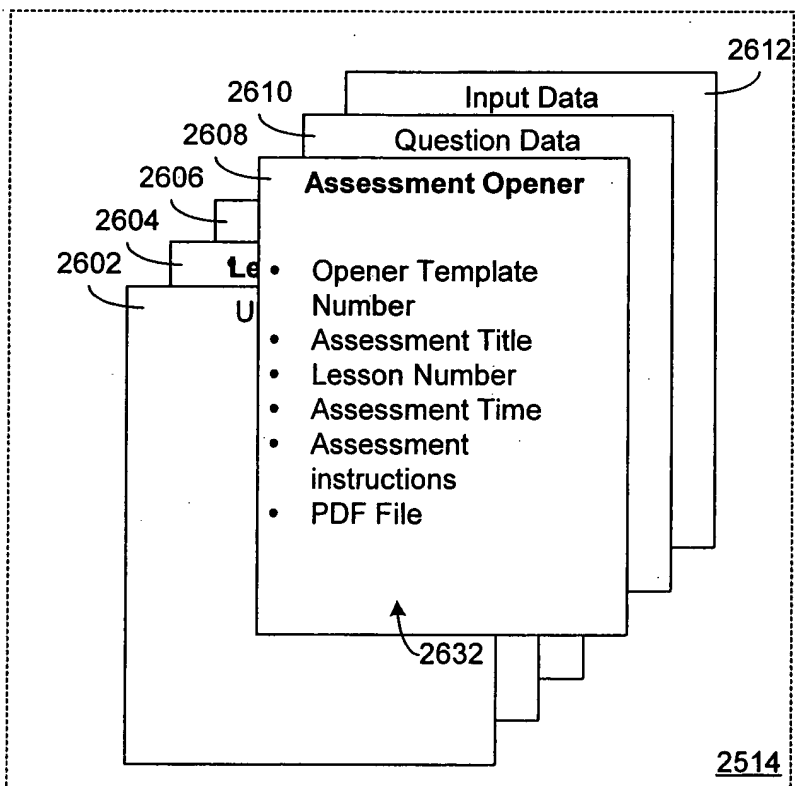 2612
Input Data
2610
Question Data
2608
Assessment Opener
2606
2604
Le
2602
U
• Opener Template
Number
• Assessment Title
• Lesson Number
• Assessment Time
• Assessment
instructions
• PDF File
2632
2514